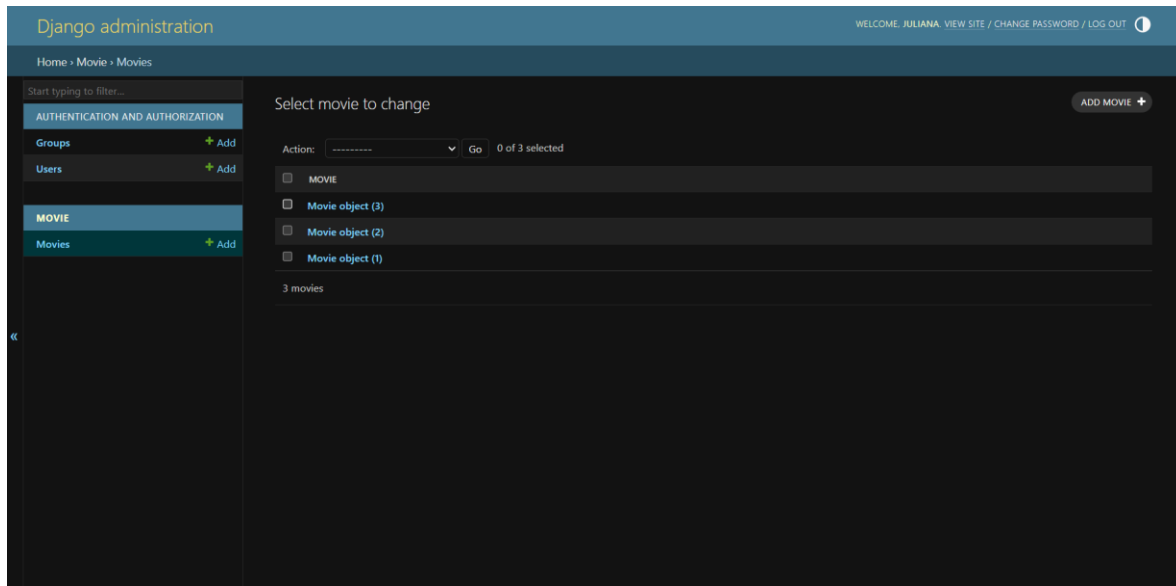 Django administration
WELCOME, JULIANA. VIEW SITE / CHANGE PASSWORD / LOG OUT
Home › Movie › Movies
Start typing to filter...
AUTHENTICATION AND AUTHORIZATION
Groups + Add
Users + Add
MOVIE
Movies + Add
«
Select movie to change
ADD MOVIE +
Action: --------- Go 0 of 3 selected
MOVIE
Movie object (3)
Movie object (2)
Movie object (1)
3 movies